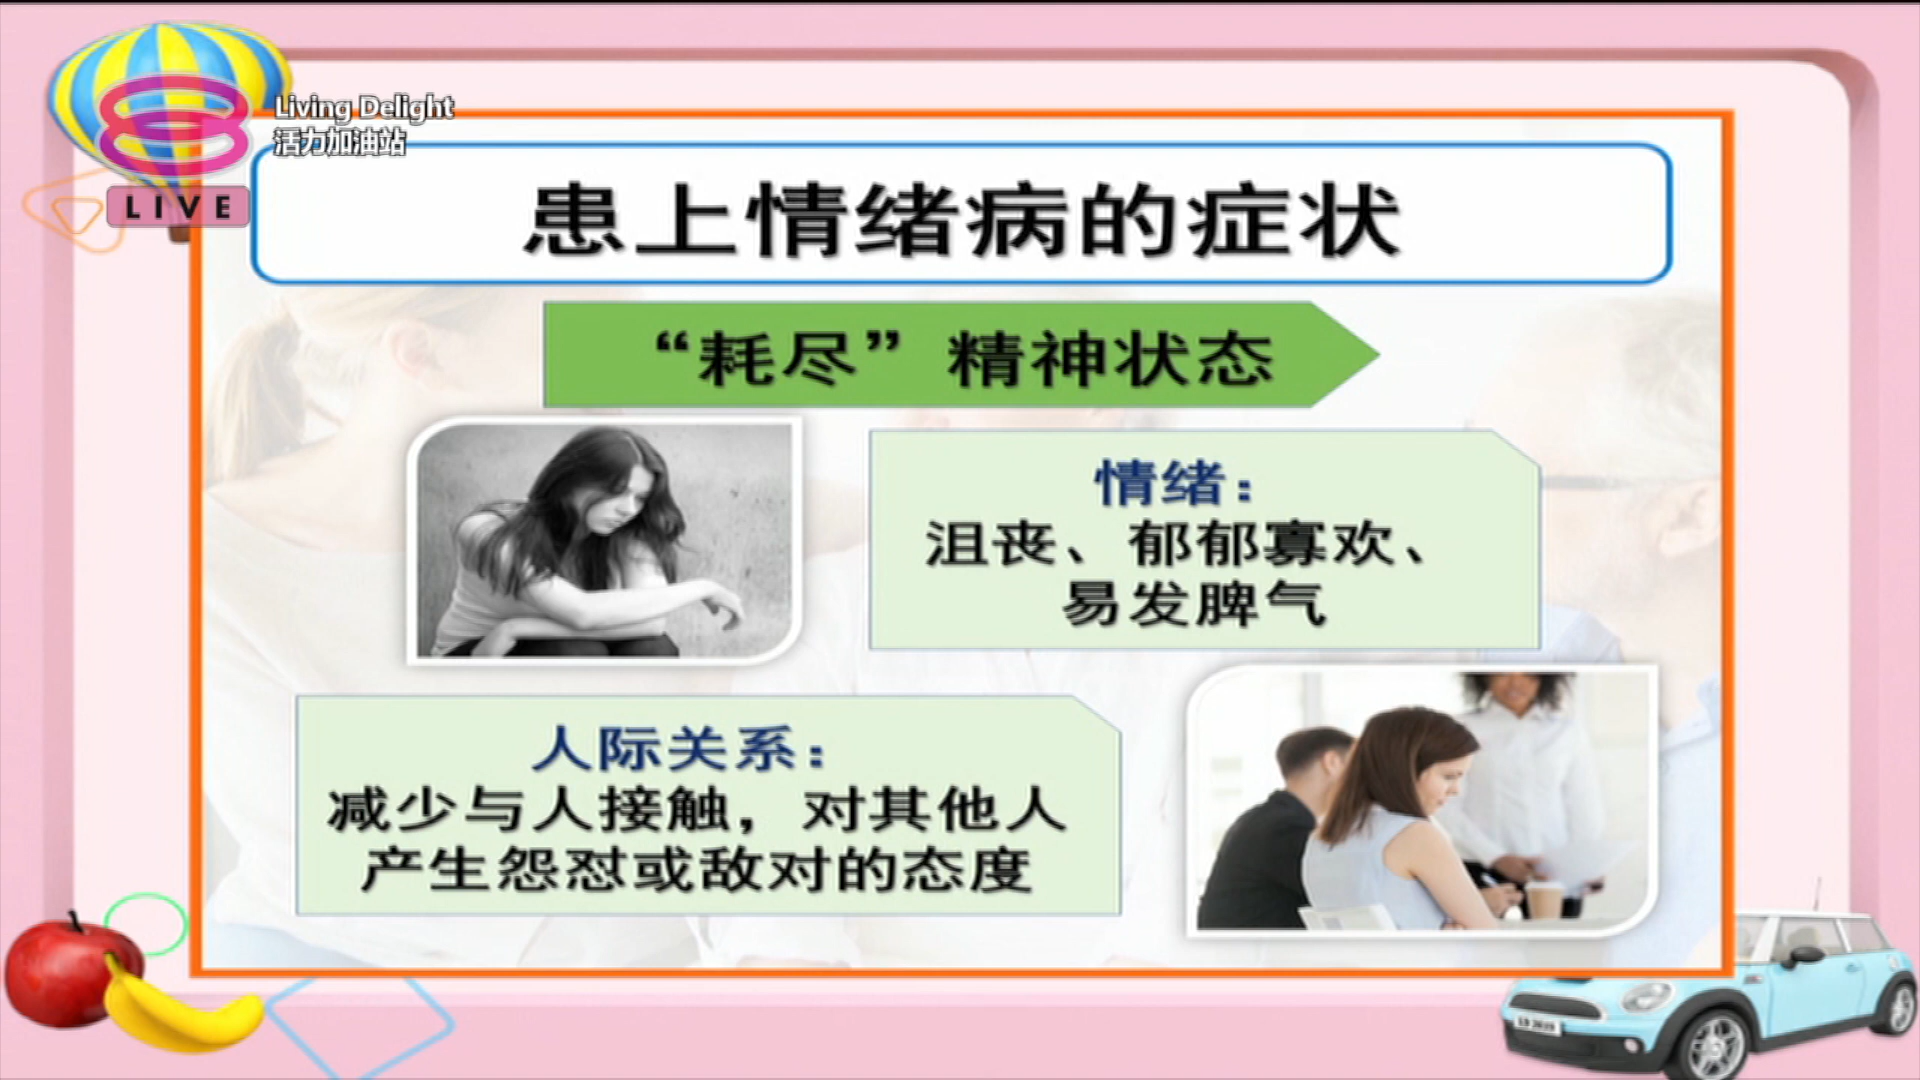 Living Delight
活力加油站
LIVE
患上情绪病的症状
“耗尽”精神状态
情绪：
沮丧、郁郁寡欢、
易发脾气
人际关系：
减少与人接触，对其他人
产生怨怼或敌对的态度